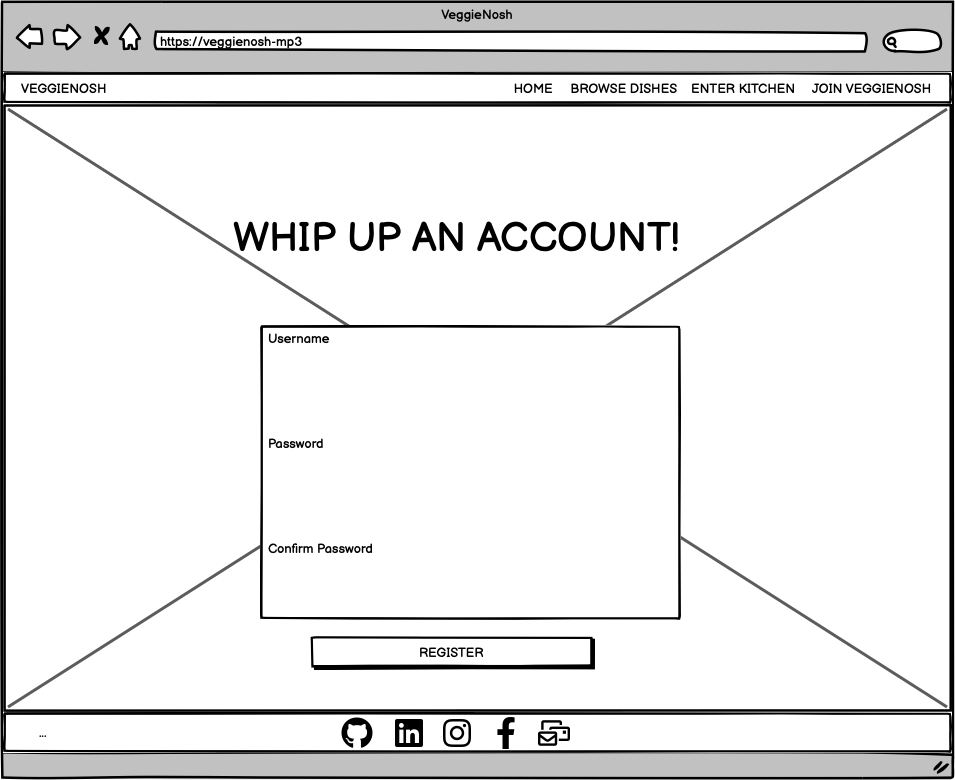 VeggieNosh
https://veggienosh-mp3
VEGGIENOSH HOME BROWSE DISHES ENTER KITCHEN JOIN VEGGIENOSH
WHIP UP AN ACCOUNT!
Username
Password
Confirm Password
REGISTER
...